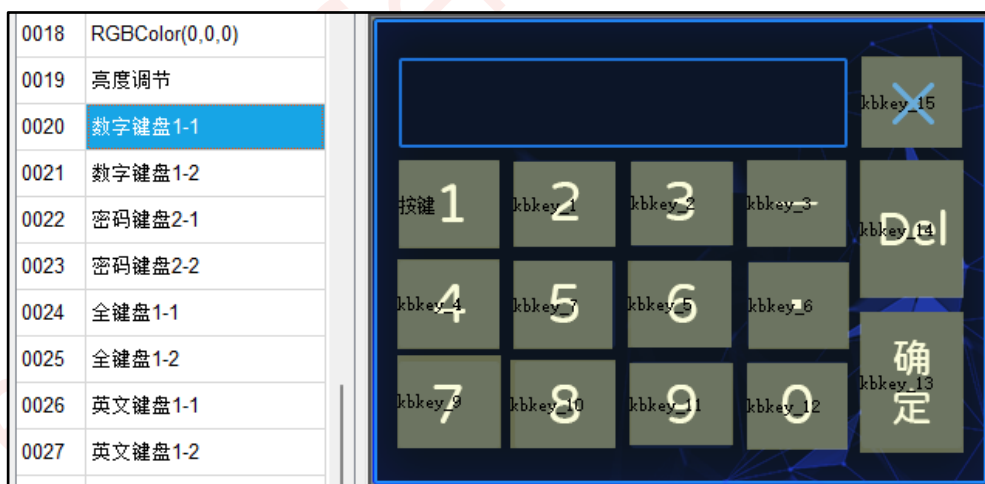 0018 RGBColor(0,0,0)
0019 亮度调节
0020 数字键盘1-1
0021 数字键盘1-2
0022 密码键盘2-1
0023 密码键盘2-2
0024 全键盘1-1
0025 全键盘1-2
0026 英文键盘1-1
0027 英文键盘1-2
kbkey_15
按键 1 kbkey_1 2 kbkey_2 3 kbkey_3 - kbkey_14 Del
kbkey_4 4 kbkey_7 5 kbkey_5 6 kbkey_6 .
kbkey_9 7 kbkey_10 8 kbkey_11 9 kbkey_12 0 kbkey_13 确
定